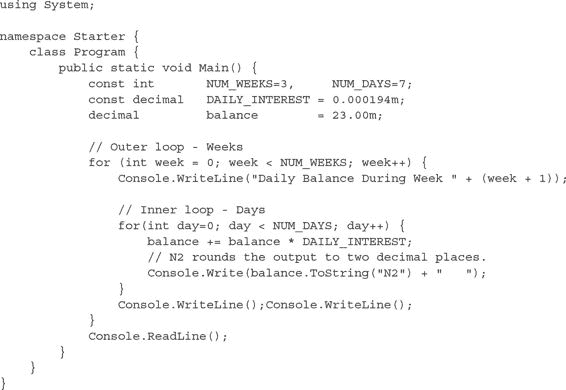 using System;
namespace Starter {
class Program {
public static void Main() {
const int NUM_WEEKS=3, NUM_DAYS=7;
const decimal DAILY_INTEREST = 0.000194m;
decimal balance = 23.00m;
// Outer loop - Weeks
for (int week = 0; week < NUM_WEEKS; week++) {
Console.WriteLine("Daily Balance During Week " + (week + 1));
// Inner loop - Days
for(int day=0; day < NUM_DAYS; day++) {
balance += balance * DAILY_INTEREST;
// N2 rounds the output to two decimal places.
Console.Write(balance.ToString("N2") + "   ");
}
Console.WriteLine();Console.WriteLine();
}
Console.ReadLine();
}
}
}